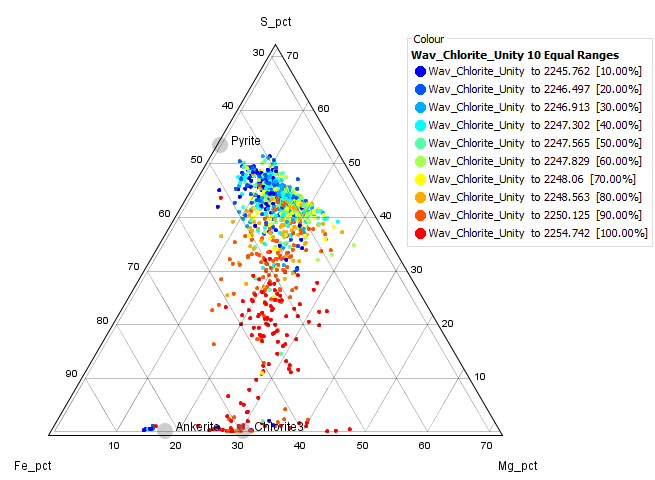 S_pct
30
70
40
60
Pyrite
50
50
60
40
70
30
80
20
90
10
Ankerite
Chlorite3
10
20
30
40
50
60
70
Fe_pct
Mg_pct
Colour
Wav_Chlorite_Unity 10 Equal Ranges
Wav_Chlorite_Unity to 2245.762 [10.00%]
Wav_Chlorite_Unity to 2246.497 [20.00%]
Wav_Chlorite_Unity to 2246.913 [30.00%]
Wav_Chlorite_Unity to 2247.302 [40.00%]
Wav_Chlorite_Unity to 2247.565 [50.00%]
Wav_Chlorite_Unity to 2247.829 [60.00%]
Wav_Chlorite_Unity to 2248.06 [70.00%]
Wav_Chlorite_Unity to 2248.563 [80.00%]
Wav_Chlorite_Unity to 2250.125 [90.00%]
Wav_Chlorite_Unity to 2254.742 [100.00%]